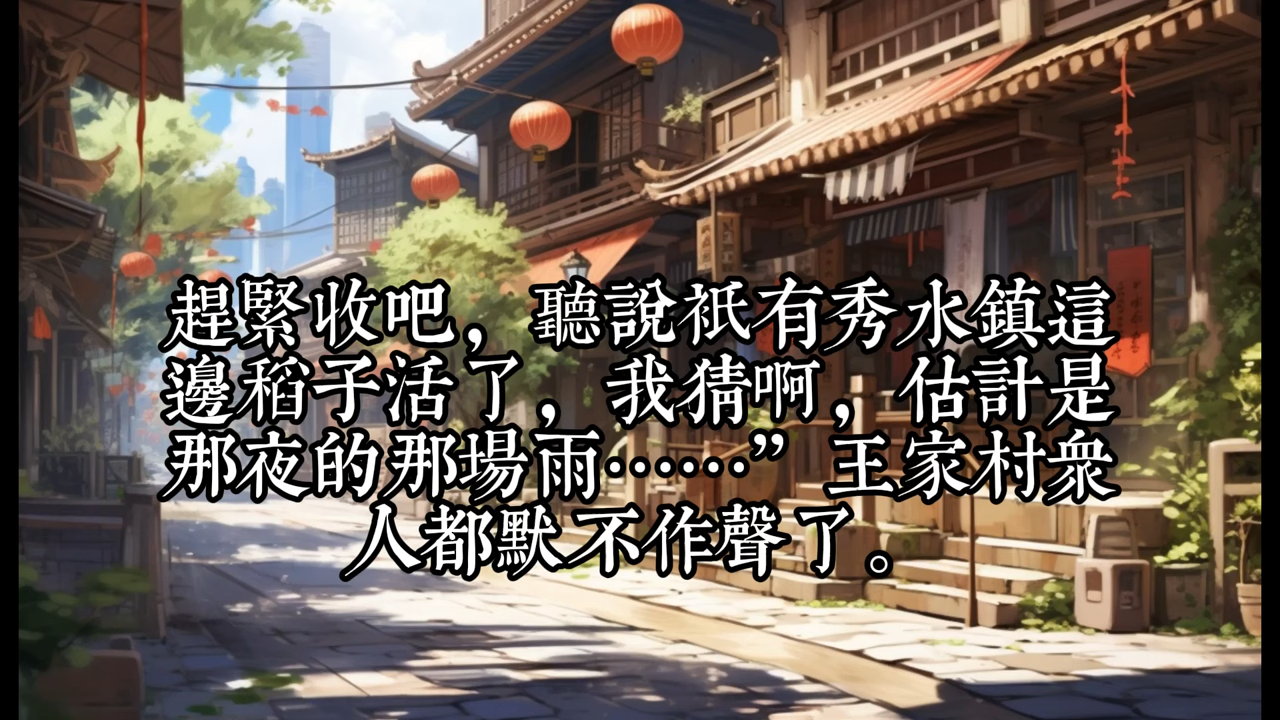 趕緊收吧，聽說祇有秀水鎮這
邊稻子活了，我猜啊，估計是
那夜的那場雨……”王家村衆
人都默不作聲了。